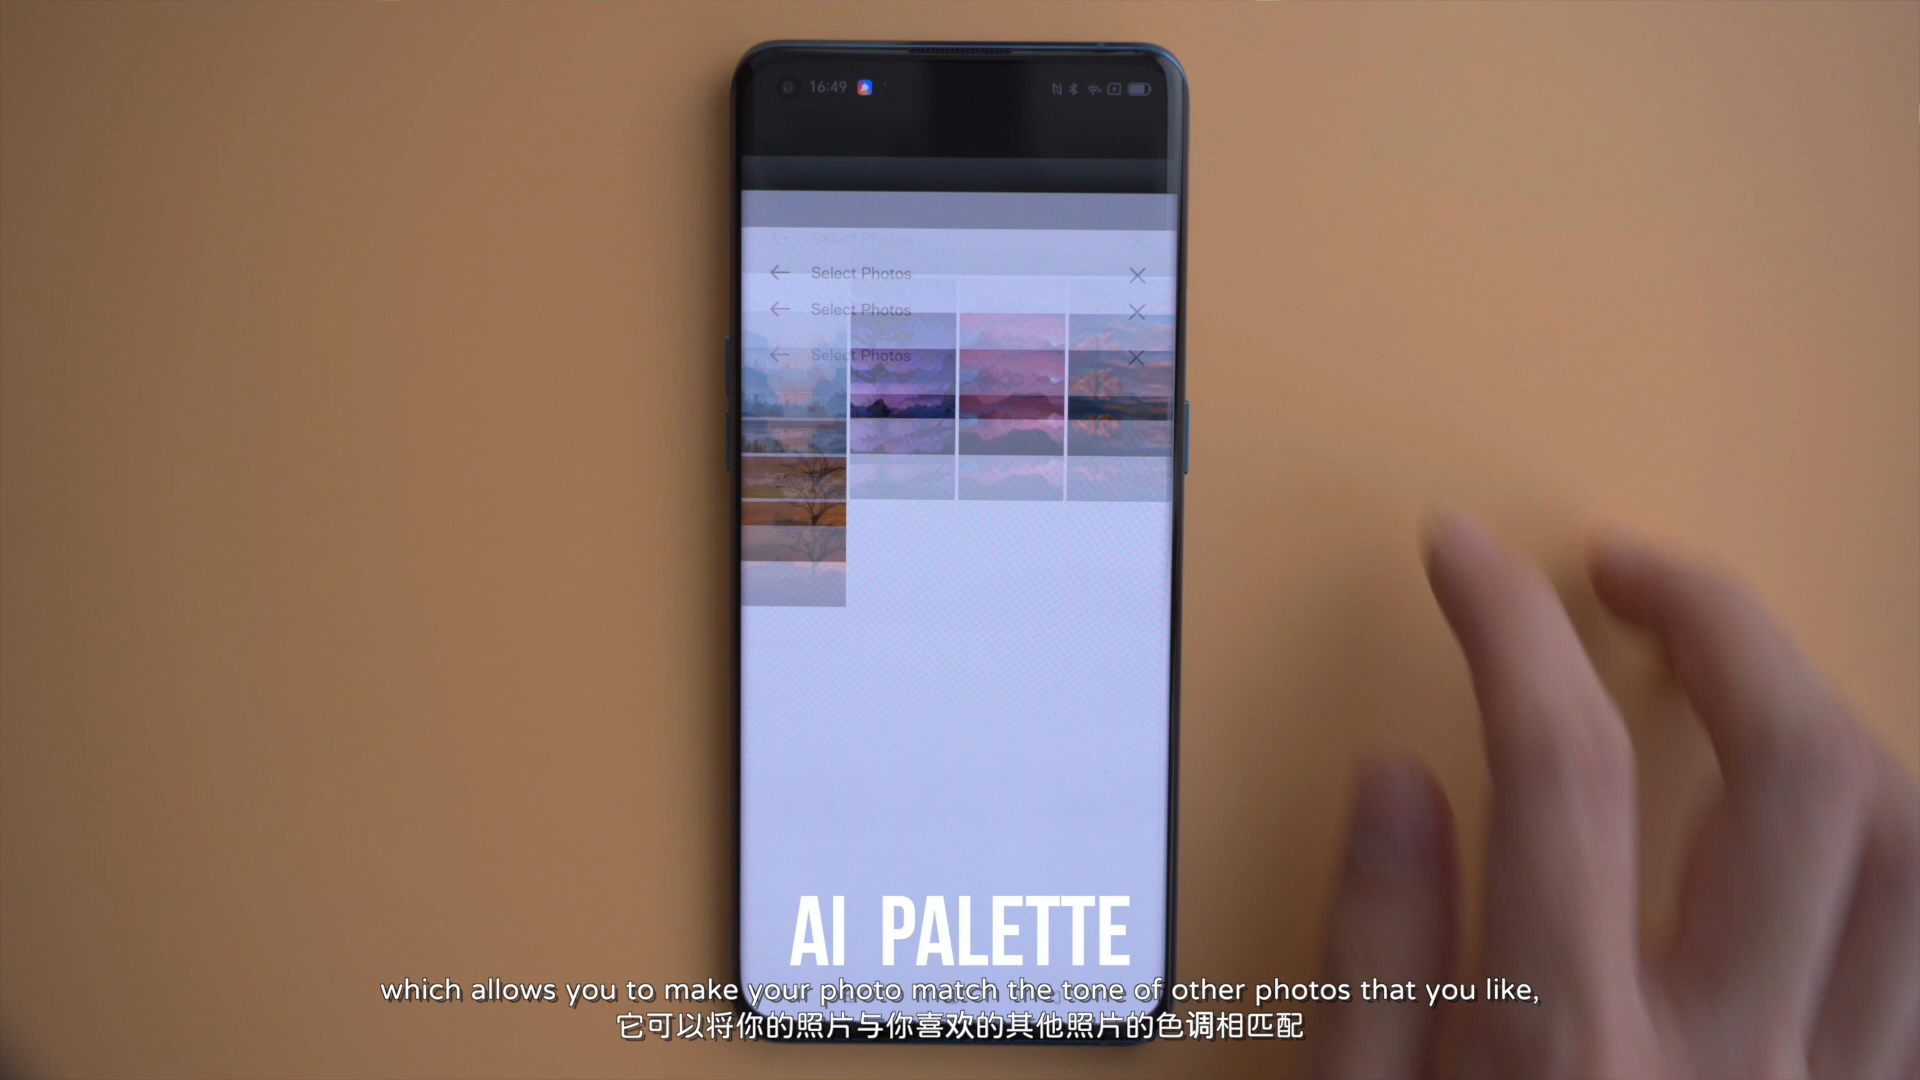 16:49
Select Photos
Select Photos
Select Photos
Select Photos
AI PALETTE
which allows you to make your photo match the tone of other photos that you like,
它可以将你的照片与你喜欢的其他照片的色调相匹配